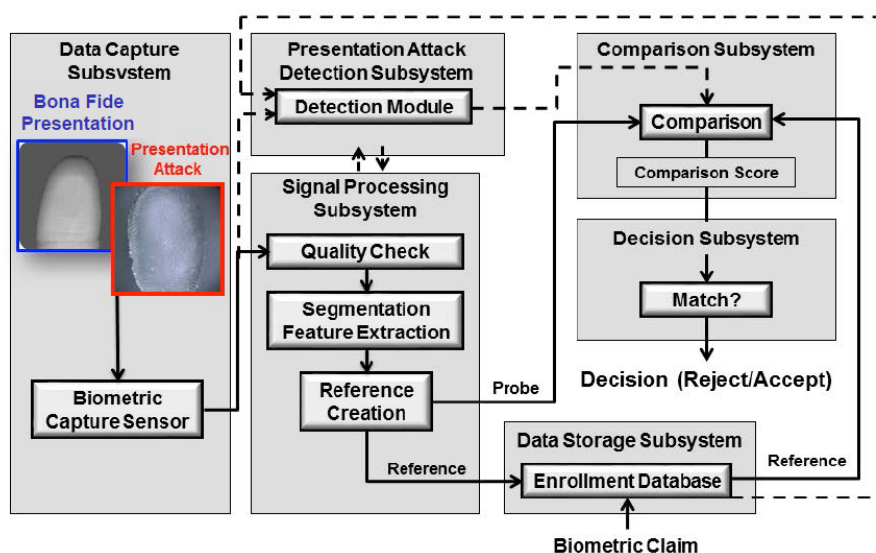 Data Capture
Subsystem
Bona Fide
Presentation
Presentation
Attack
Biometric
Capture Sensor
Presentation Attack
Detection Subsystem
Detection Module
Signal Processing
Subsystem
Quality Check
Segmentation
Feature Extraction
Reference
Creation
Probe
Reference
Comparison Subsystem
Comparison
Comparison Score
Decision Subsystem
Match?
Decision (Reject/Accept)
Data Storage Subsystem
Enrollment Database
Reference
Biometric Claim